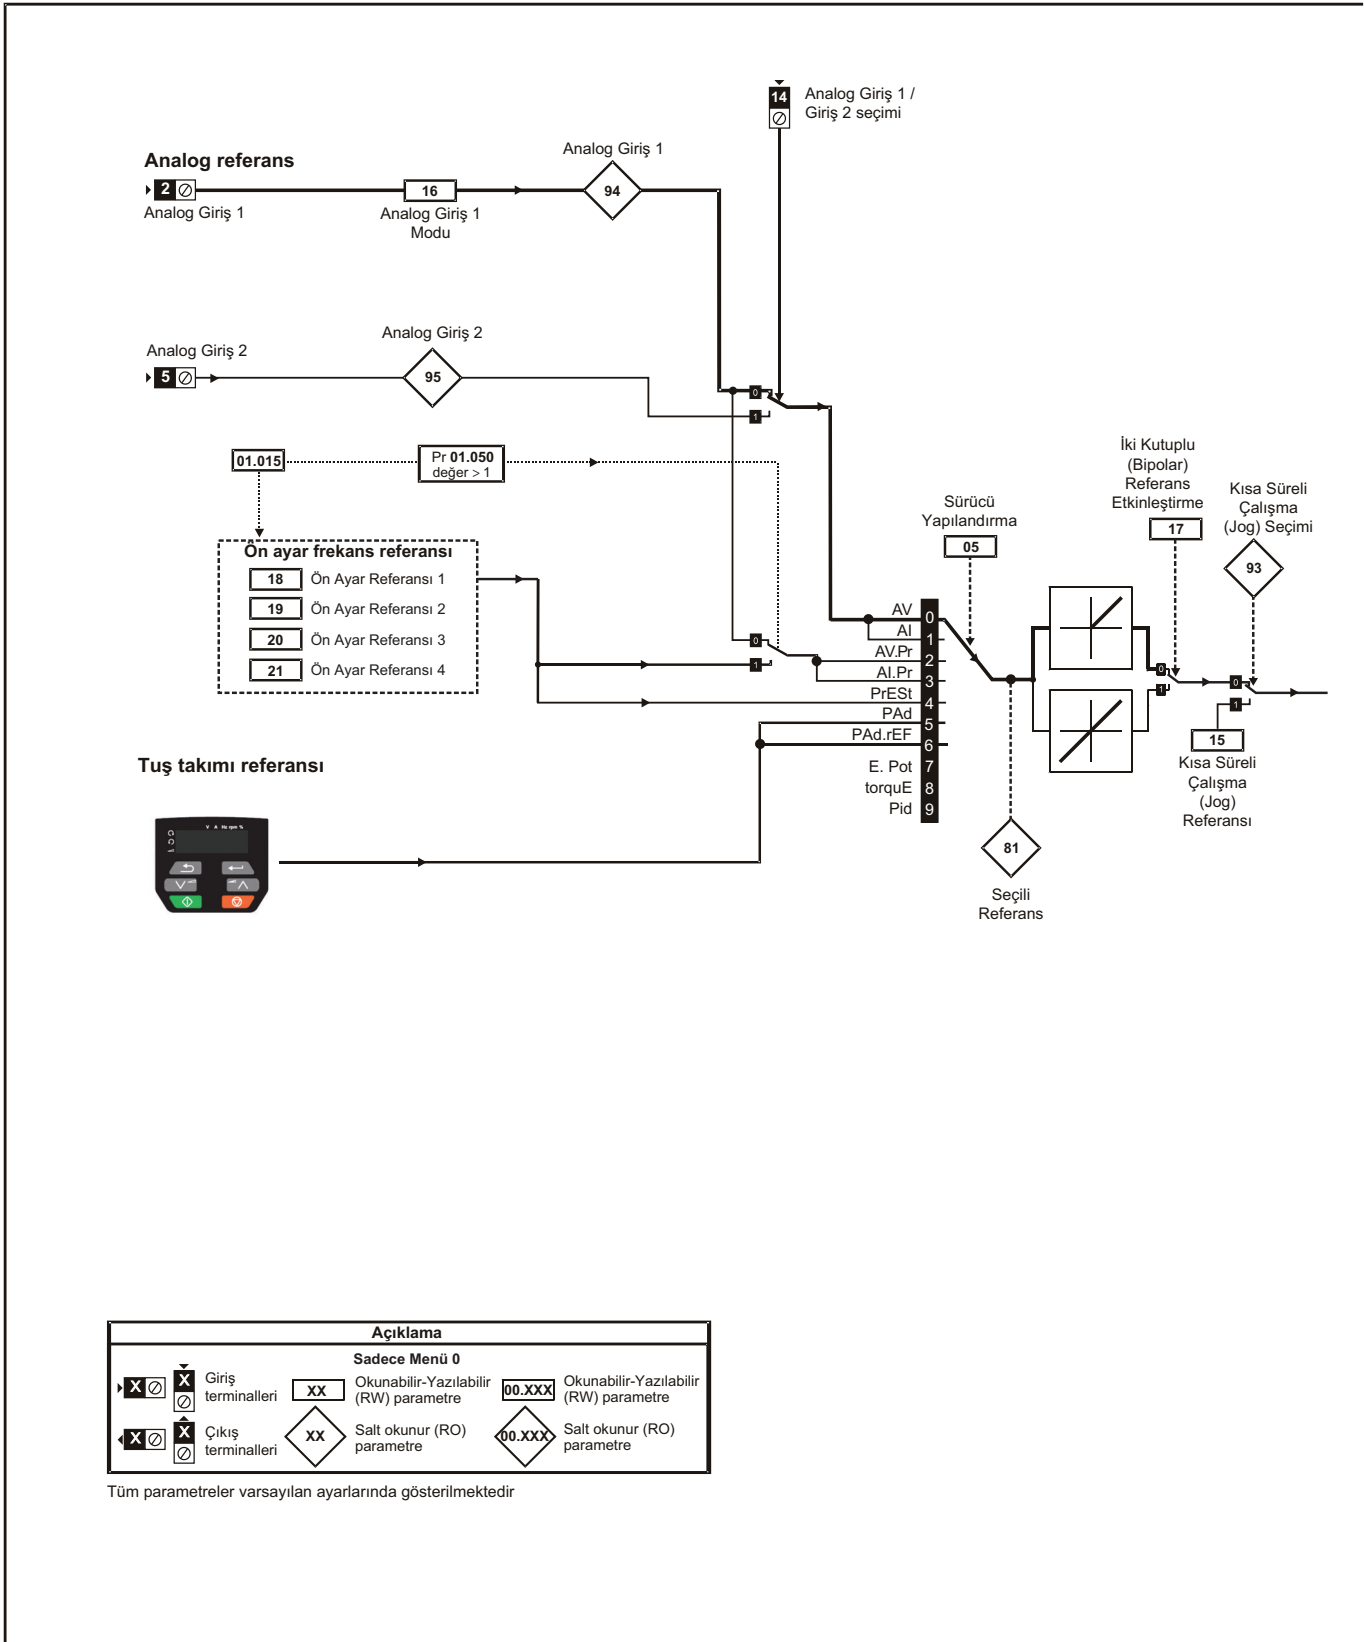 14
Analog Giriş 1 /
Giriş 2 seçimi
Analog referans
Analog Giriş 1
2
16
94
Analog Giriş 1
Analog Giriş 1
Modu
Analog Giriş 2
Analog Giriş 2
5
95
0
1
01.015
Pr 01.050
değer > 1
Ön ayar frekans referansı
18 Ön Ayar Referansı 1
19 Ön Ayar Referansı 2
20 Ön Ayar Referansı 3
21 Ön Ayar Referansı 4
0
1
Sürücü
Yapılandırma
05
İki Kutuplu
(Bipolar)
Referans
Etkinleştirme
17
Kısa Süreli
Çalışma
(Jog) Seçimi
93
AV 0
AI 1
AV.Pr 2
AI.Pr 3
PrESt 4
PAd 5
PAd.rEF 6
E. Pot 7
torquE 8
Pid 9
0
1
0
1
15
Kısa Süreli
Çalışma
(Jog)
Referansı
81
Seçili
Referans
Tuş takımı referansı
V A Hz rpm %
Açıklama
Sadece Menü 0
X
X
Giriş
terminalleri
XX
Okunabilir-Yazılabilir
(RW) parametre
00.XXX
Okunabilir-Yazılabilir
(RW) parametre
X
X
Çıkış
terminalleri
XX
Salt okunur (RO)
parametre
00.XXX
Salt okunur (RO)
parametre
Tüm parametreler varsayılan ayarlarında gösterilmektedir